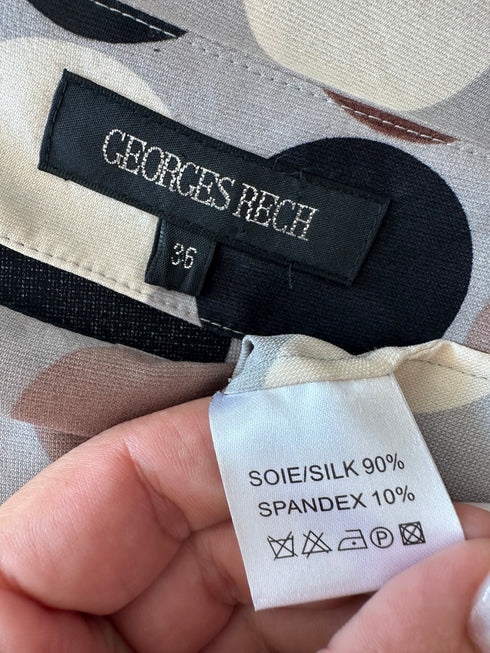 GEORGES RECH
36
SOIE/SILK 90%
SPANDEX 10%
P